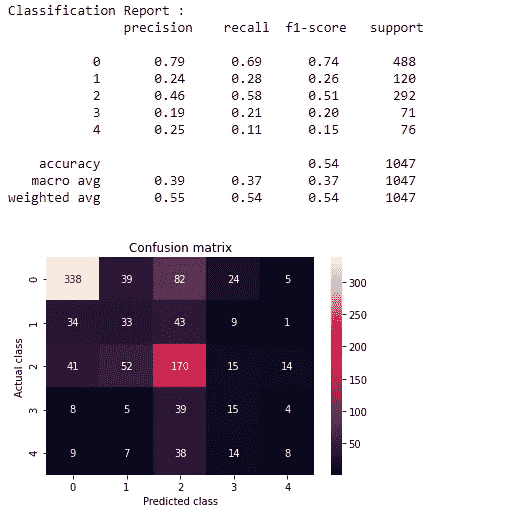 Classification Report :
precision recall f1-score support
0 0.79 0.69 0.74 488
1 0.24 0.28 0.26 120
2 0.46 0.58 0.51 292
3 0.19 0.21 0.20 71
4 0.25 0.11 0.15 76
accuracy 0.54 1047
macro avg 0.39 0.37 0.37 1047
weighted avg 0.55 0.54 0.54 1047
Confusion matrix
0 338 39 82 24 5
1 34 33 43 9 1
2 41 52 170 15 14
3 8 5 39 15 4
4 9 7 38 14 8
0 1 2 3 4
Actual class
Predicted class
300
250
200
150
100
50